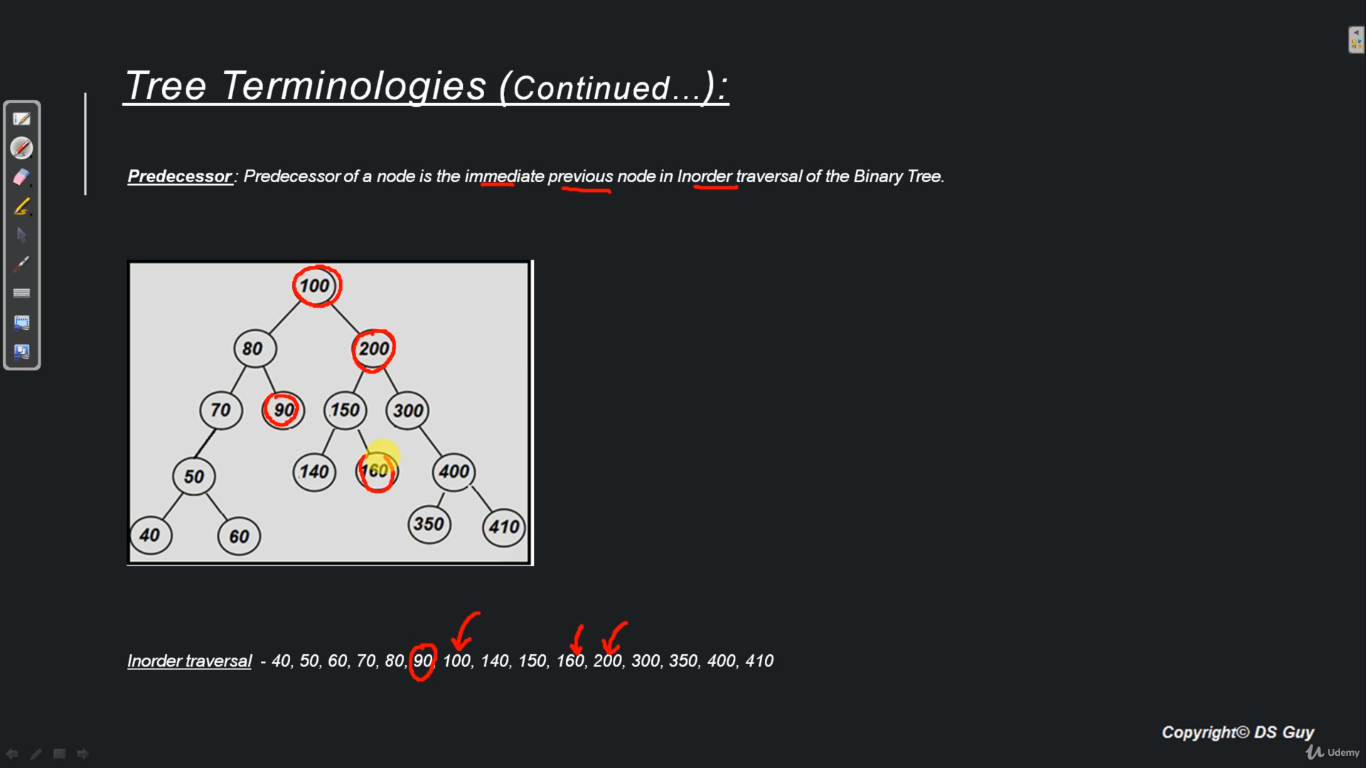 Tree Terminologies (Continued...):
Predecessor: Predecessor of a node is the immediate previous node in Inorder traversal of the Binary Tree.
100
80 200
70 90 150 300
50 140 160 400
40 60 350 410
Inorder traversal - 40, 50, 60, 70, 80, 90, 100, 140, 150, 160, 200, 300, 350, 400, 410
Copyright© DS Guy
Udemy